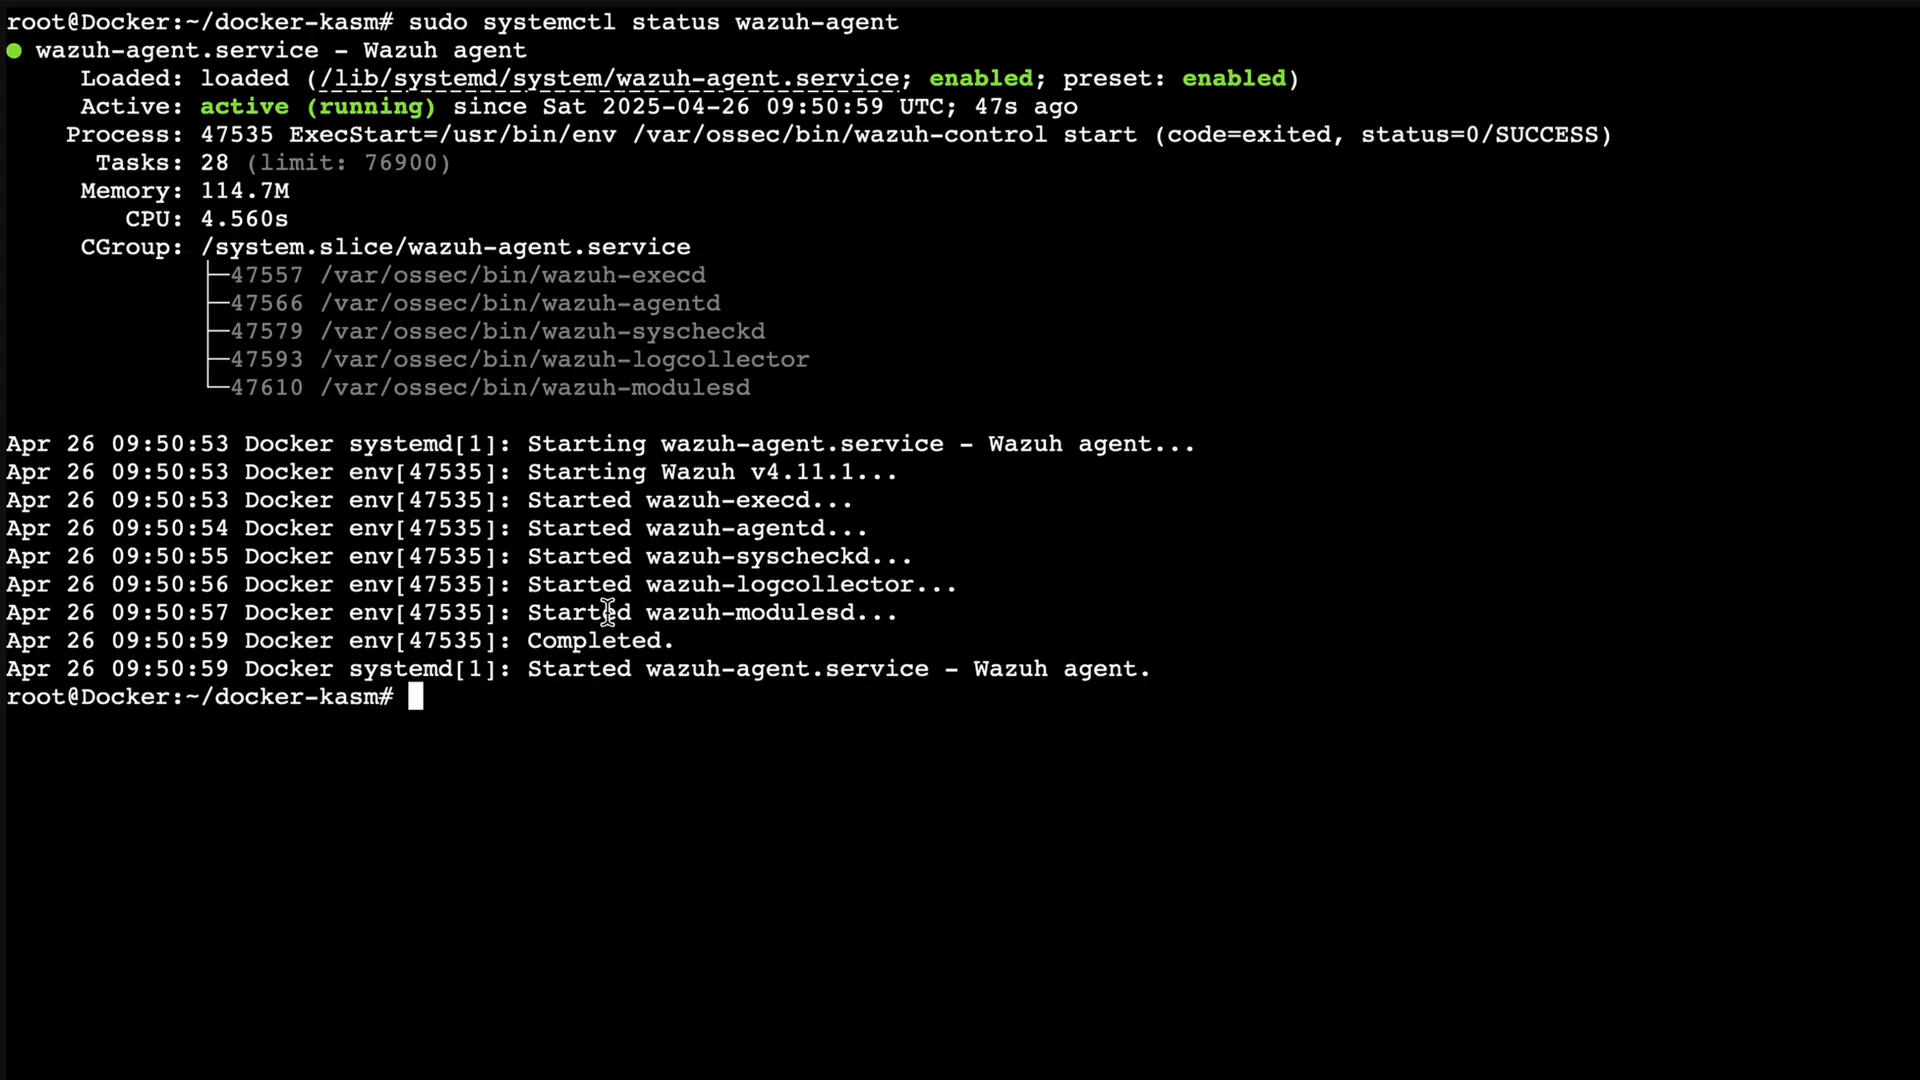 root@Docker:~/docker-kasm# sudo systemctl status wazuh-agent
● wazuh-agent.service - Wazuh agent
     Loaded: loaded (/lib/systemd/system/wazuh-agent.service; enabled; preset: enabled)
     Active: active (running) since Sat 2025-04-26 09:50:59 UTC; 47s ago
    Process: 47535 ExecStart=/usr/bin/env /var/ossec/bin/wazuh-control start (code=exited, status=0/SUCCESS)
      Tasks: 28 (limit: 76900)
     Memory: 114.7M
        CPU: 4.560s
     CGroup: /system.slice/wazuh-agent.service
             ├─47557 /var/ossec/bin/wazuh-execd
             ├─47566 /var/ossec/bin/wazuh-agentd
             ├─47579 /var/ossec/bin/wazuh-syscheckd
             ├─47593 /var/ossec/bin/wazuh-logcollector
             └─47610 /var/ossec/bin/wazuh-modulesd

Apr 26 09:50:53 Docker systemd[1]: Starting wazuh-agent.service - Wazuh agent...
Apr 26 09:50:53 Docker env[47535]: Starting Wazuh v4.11.1...
Apr 26 09:50:53 Docker env[47535]: Started wazuh-execd...
Apr 26 09:50:54 Docker env[47535]: Started wazuh-agentd...
Apr 26 09:50:55 Docker env[47535]: Started wazuh-syscheckd...
Apr 26 09:50:56 Docker env[47535]: Started wazuh-logcollector...
Apr 26 09:50:57 Docker env[47535]: Started wazuh-modulesd...
Apr 26 09:50:59 Docker env[47535]: Completed.
Apr 26 09:50:59 Docker systemd[1]: Started wazuh-agent.service - Wazuh agent.
root@Docker:~/docker-kasm#